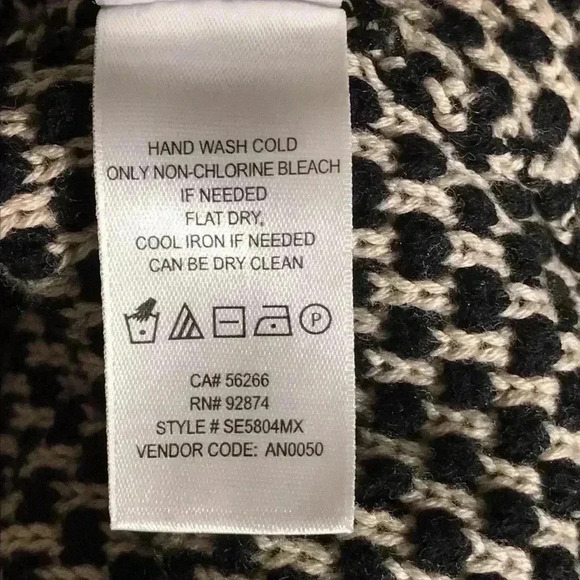 HAND WASH COLD
ONLY NON-CHLORINE BLEACH
IF NEEDED
FLAT DRY,
COOL IRON IF NEEDED
CAN BE DRY CLEAN
P
CA# 56266
RN# 92874
STYLE # SE5804MX
VENDOR CODE: AN0050